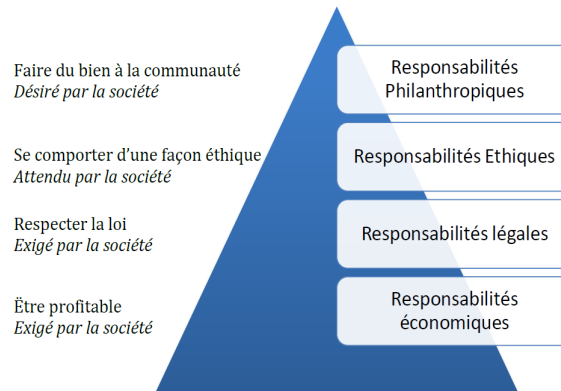 Faire du bien à la communauté
Désiré par la société
Responsabilités
Philanthropiques
Se comporter d'une façon éthique
Attendu par la société
Responsabilités Ethiques
Respecter la loi
Exigé par la société
Responsabilités légales
Ëtre profitable
Exigé par la société
Responsabilités
économiques